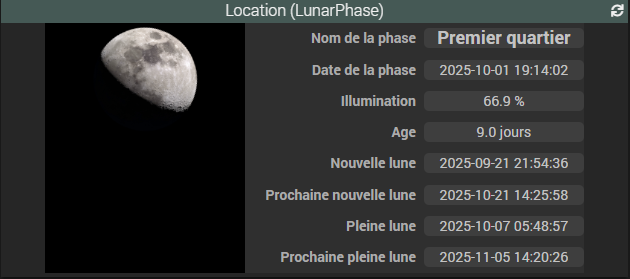 Location (LunarPhase)
Nom de la phase Premier quartier
Date de la phase 2025-10-01 19:14:02
Illumination 66.9 %
Age 9.0 jours
Nouvelle lune 2025-09-21 21:54:36
Prochaine nouvelle lune 2025-10-21 14:25:58
Pleine lune 2025-10-07 05:48:57
Prochaine pleine lune 2025-11-05 14:20:26